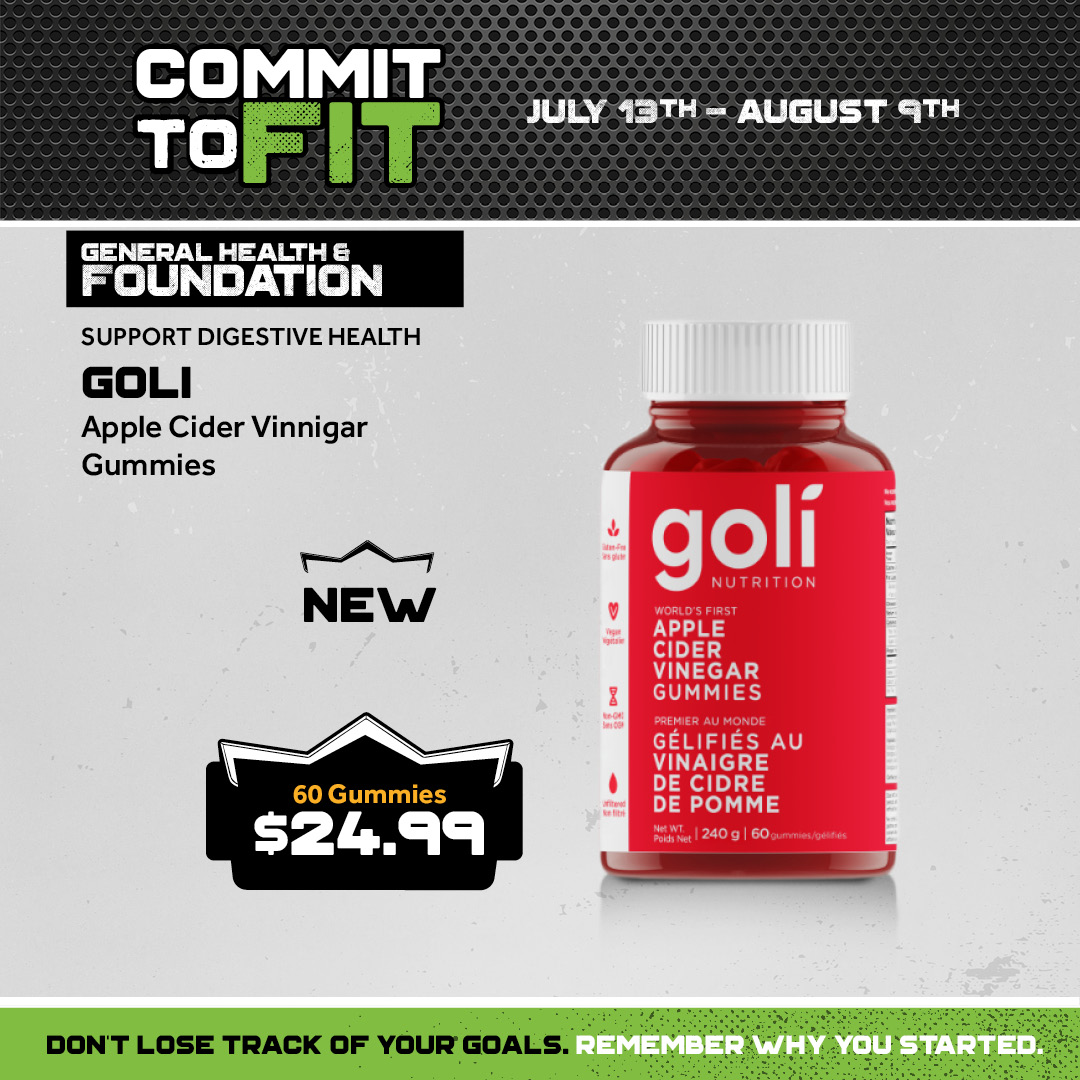 COMMIT
TO FIT
JULY 13TH – AUGUST 9TH
GENERAL HEALTH &
FOUNDATION
SUPPORT DIGESTIVE HEALTH
GOLI
Apple Cider Vinnigar
Gummies
NEW
60 Gummies
$24.99
goli
NUTRITION
WORLD'S FIRST
APPLE
CIDER
VINEGAR
GUMMIES
PREMIER AU MONDE
GÉLIFIÉS AU
VINAIGRE
DE CIDRE
DE POMME
Net WT.
Poids Net | 240 g | 60 gummies/gélifiés
Vegan
DON'T LOSE TRACK OF YOUR GOALS. REMEMBER WHY YOU STARTED.